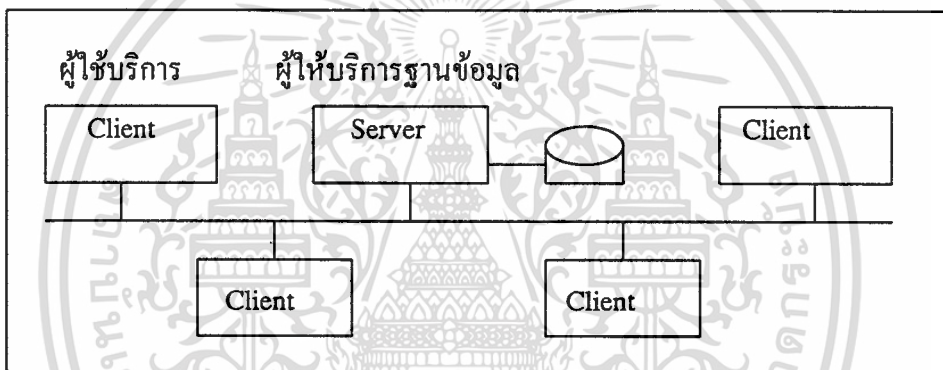 ผู้ใช้บริการ ผู้ให้บริการฐานข้อมูล
Client Server Client
Client Client